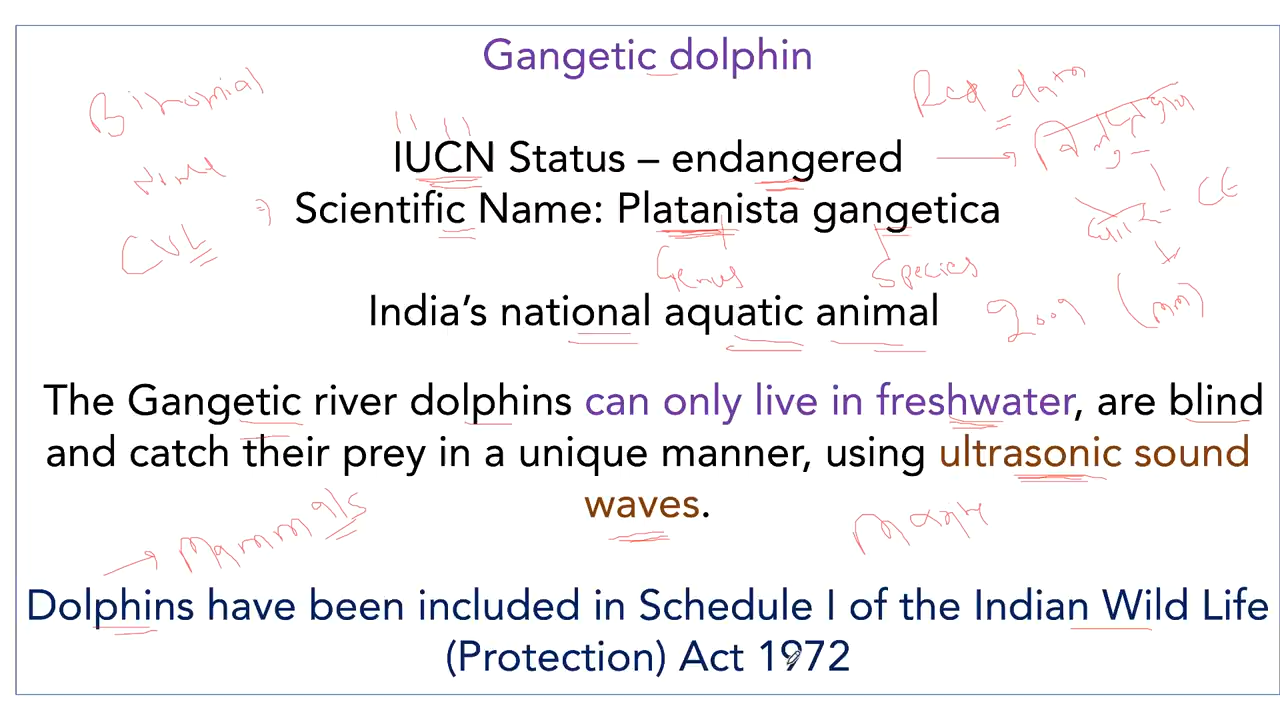 Gangetic dolphin
Binomial
Red data
IUCN Status – endangered
Name
Scientific Name: Platanista gangetica
CE
CVL
Genus
Species
India's national aquatic animal
2009
The Gangetic river dolphins can only live in freshwater, are blind
and catch their prey in a unique manner, using ultrasonic sound
waves.
Mammals
Dolphins have been included in Schedule I of the Indian Wild Life
(Protection) Act 1972